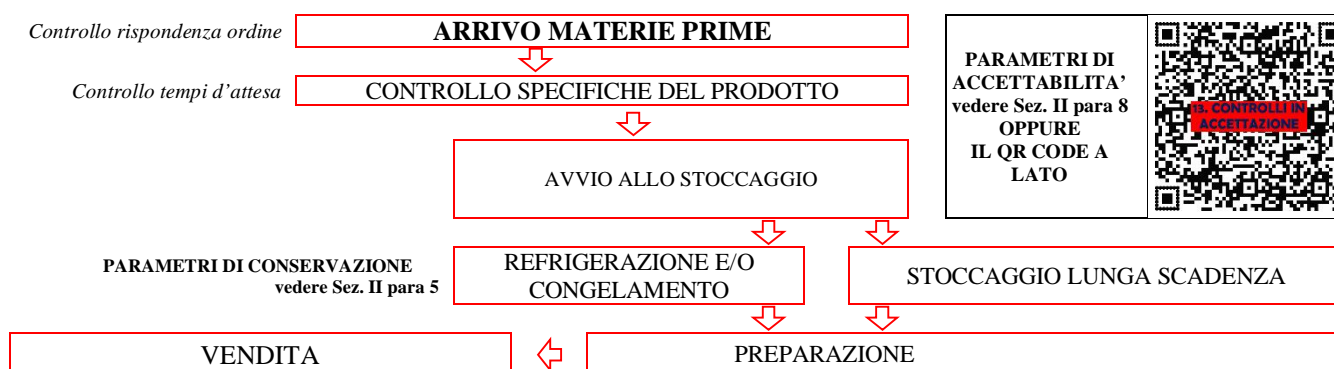 Controllo rispondenza ordine
ARRIVO MATERIE PRIME
Controllo tempi d'attesa
CONTROLLO SPECIFICHE DEL PRODOTTO
PARAMETRI DI
ACCETTABILITA'
vedere Sez. II para 8
OPPURE
IL QR CODE A
LATO
13. CONTROLLI IN
ACCETTAZIONE
AVVIO ALLO STOCCAGGIO
PARAMETRI DI CONSERVAZIONE
vedere Sez. II para 5
REFRIGERAZIONE E/O
CONGELAMENTO
STOCCAGGIO LUNGA SCADENZA
VENDITA
PREPARAZIONE